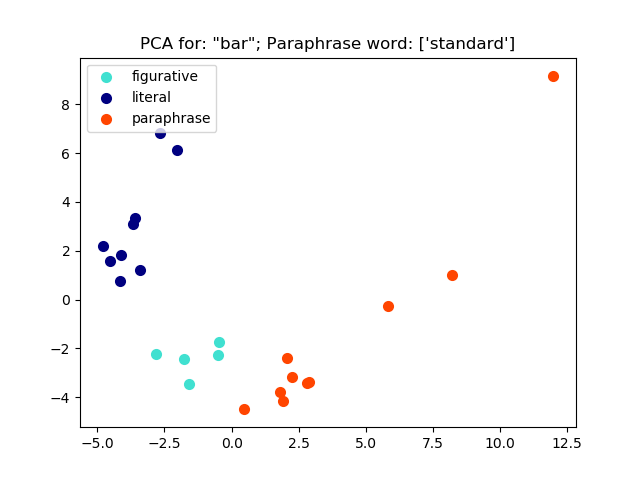 PCA for: "bar"; Paraphrase word: ['standard']
figurative
literal
paraphrase
8
6
4
2
0
−2
−4
−5.0 −2.5 0.0 2.5 5.0 7.5 10.0 12.5